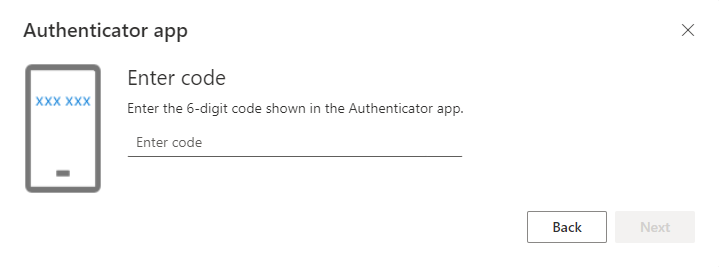 Authenticator app
XXX XXX
Enter code
Enter the 6-digit code shown in the Authenticator app.
Enter code
Back
Next